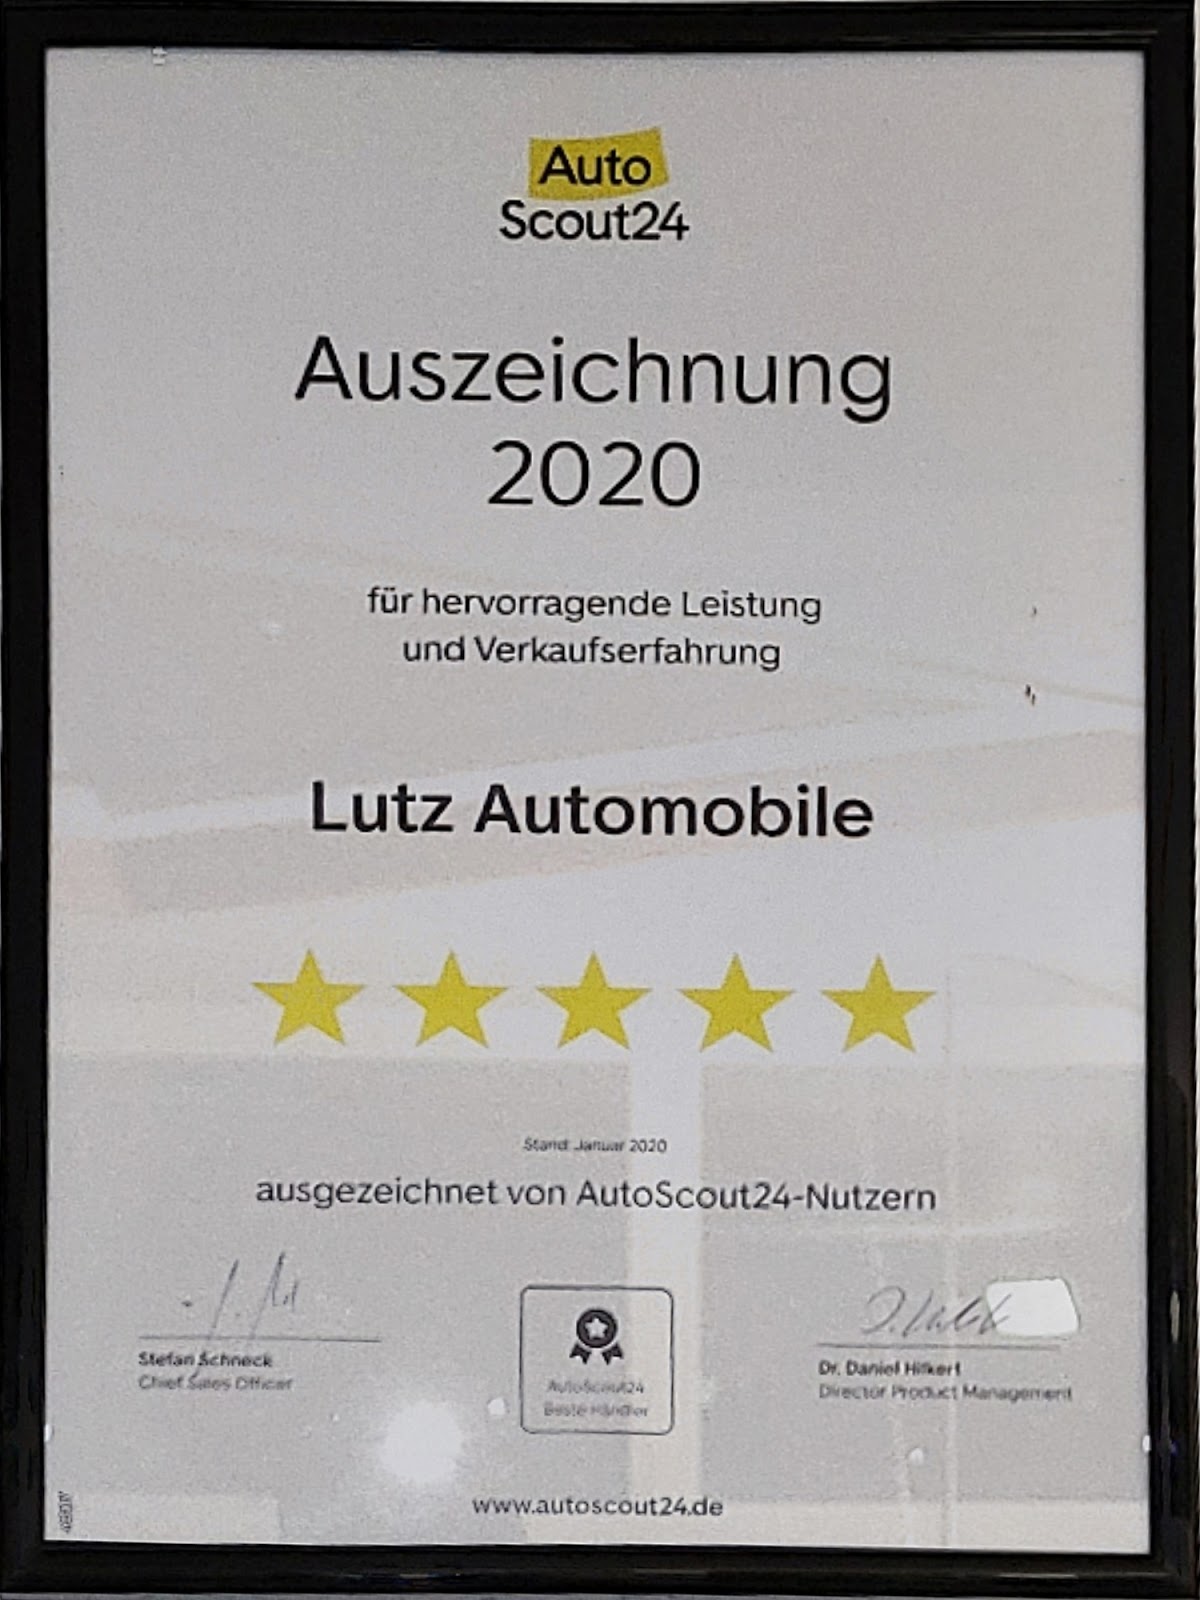 Auto
Scout24
Auszeichnung
2020
für hervorragende Leistung
und Verkaufserfahrung
Lutz Automobile
Stand: Januar 2020
ausgezeichnet von AutoScout24-Nutzern
Stefan Schneck
Chief Sales Officer
AutoScout24
Beste Händler
Dr. Daniel Hilkert
Director Product Management
www.autoscout24.de